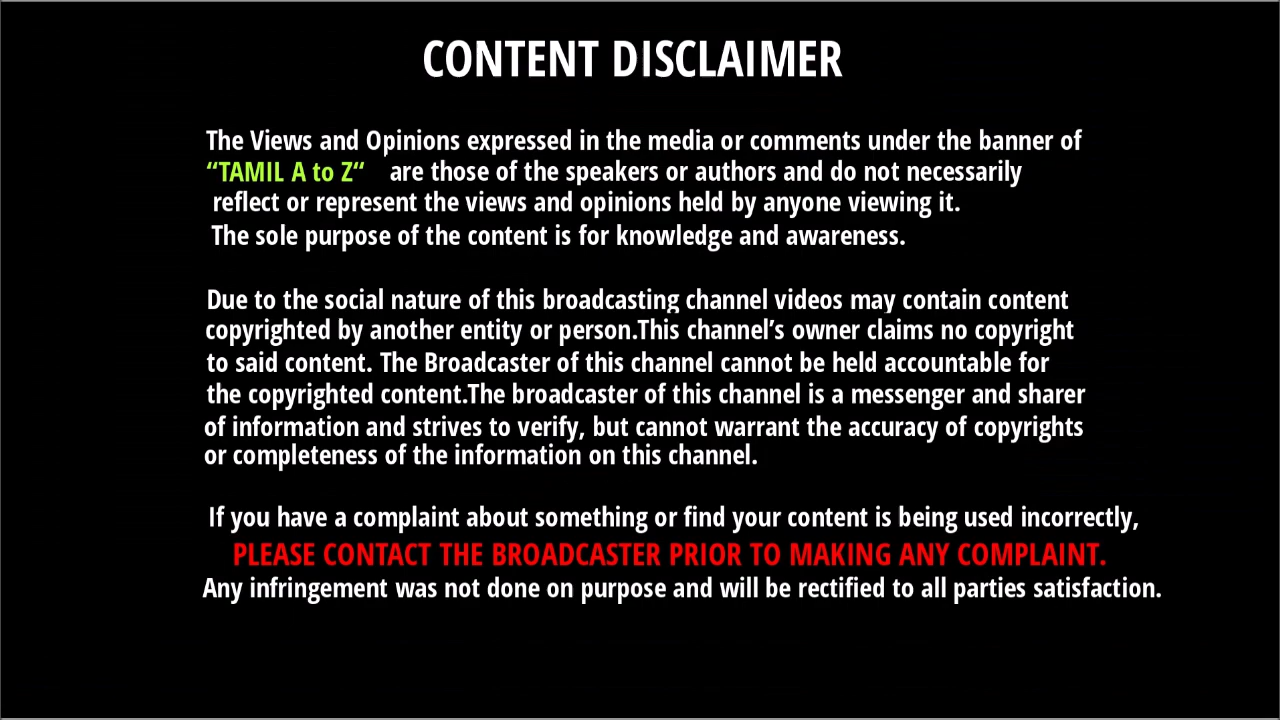 CONTENT DISCLAIMER
The Views and Opinions expressed in the media or comments under the banner of
“TAMIL A to Z“ are those of the speakers or authors and do not necessarily
reflect or represent the views and opinions held by anyone viewing it.
The sole purpose of the content is for knowledge and awareness.
Due to the social nature of this broadcasting channel videos may contain content
copyrighted by another entity or person.This channel’s owner claims no copyright
to said content. The Broadcaster of this channel cannot be held accountable for
the copyrighted content.The broadcaster of this channel is a messenger and sharer
of information and strives to verify, but cannot warrant the accuracy of copyrights
or completeness of the information on this channel.
If you have a complaint about something or find your content is being used incorrectly,
PLEASE CONTACT THE BROADCASTER PRIOR TO MAKING ANY COMPLAINT.
Any infringement was not done on purpose and will be rectified to all parties satisfaction.